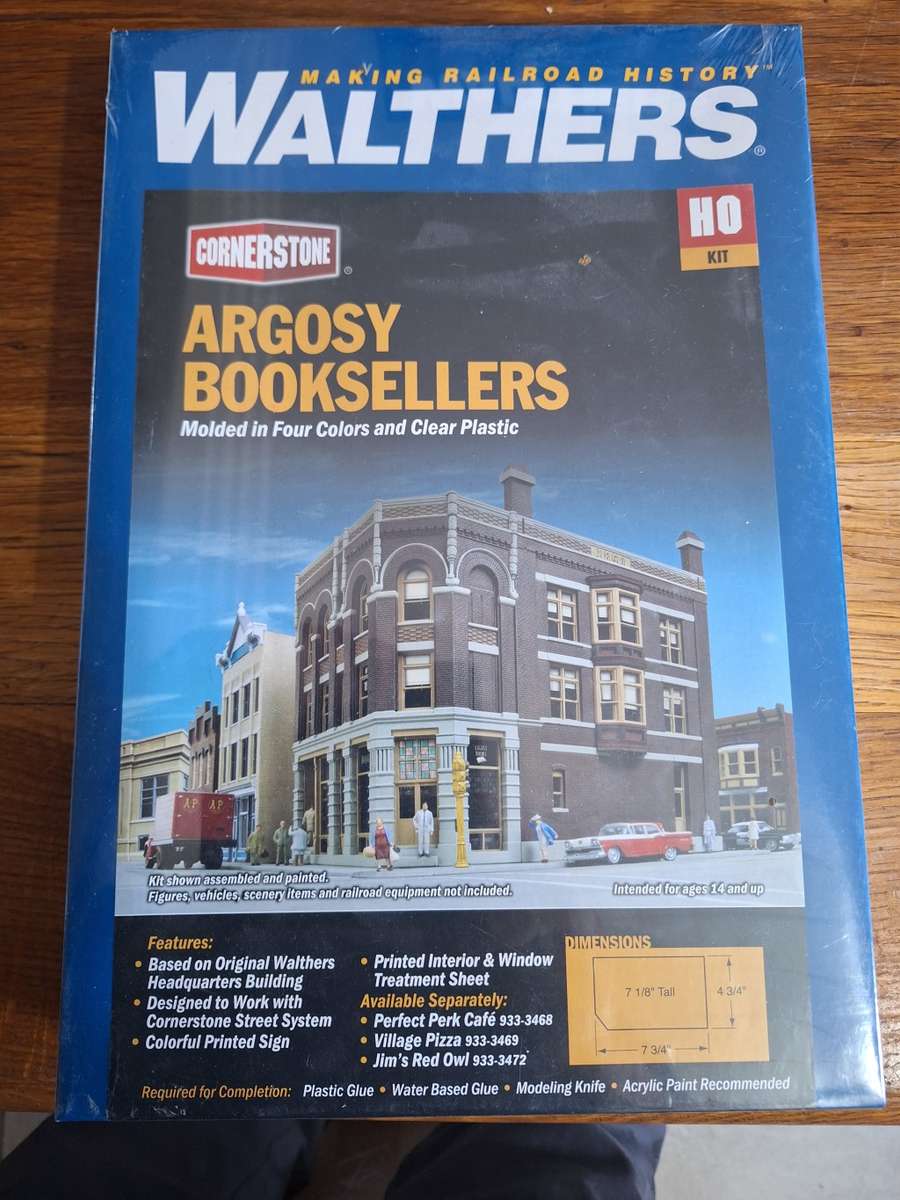 MAKING RAILROAD HISTORY™
WALTHERS®
HO
KIT
CORNERSTONE®
ARGOSY
BOOKSELLERS
Molded in Four Colors and Clear Plastic
AP AP
Kit shown assembled and painted.
Figures, vehicles, scenery items and railroad equipment not included.
Intended for ages 14 and up
Features:
• Based on Original Walthers
Headquarters Building
• Designed to Work with
Cornerstone Street System
• Colorful Printed Sign
• Printed Interior & Window
Treatment Sheet
Available Separately:
• Perfect Perk Café 933-3468
• Village Pizza 933-3469
• Jim's Red Owl 933-3472
DIMENSIONS
7 1/8" Tall
4 3/4"
7 3/4"
Required for Completion: Plastic Glue • Water Based Glue • Modeling Knife • Acrylic Paint Recommended